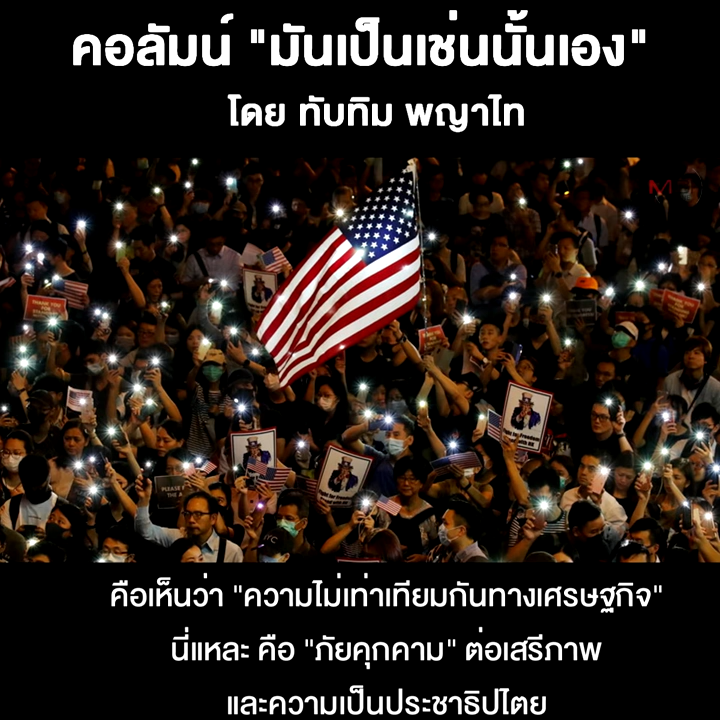 คอลัมน์ "มันเป็นเช่นนั้นเอง"
โดย ทับทิม พญาไท
คือเห็นว่า "ความไม่เท่าเทียมกันทางเศรษฐกิจ"
นี่แหละ คือ "ภัยคุกคาม" ต่อเสรีภาพ
และความเป็นประชาธิปไตย